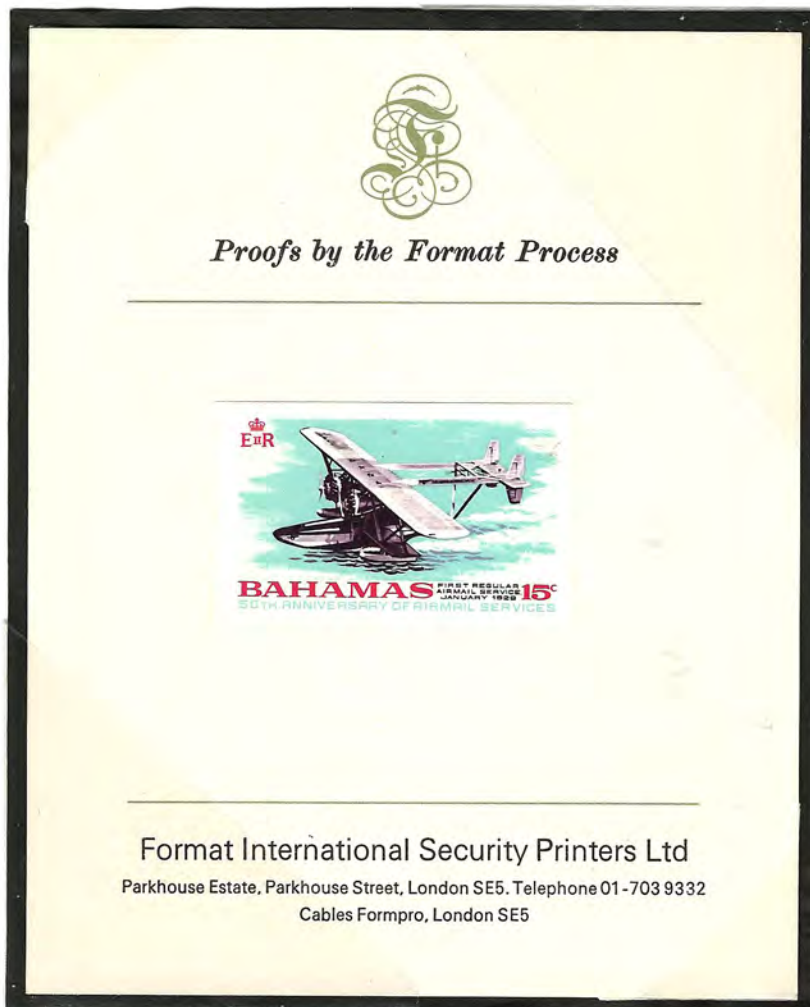 Proofs by the Format Process
E II R
BAHAMAS FIRST REGULAR AIRMAIL SERVICE JANUARY 1929 15c
50TH ANNIVERSARY OF AIRMAIL SERVICES
Format International Security Printers Ltd
Parkhouse Estate, Parkhouse Street, London SE5. Telephone 01-703 9332
Cables Formpro, London SE5